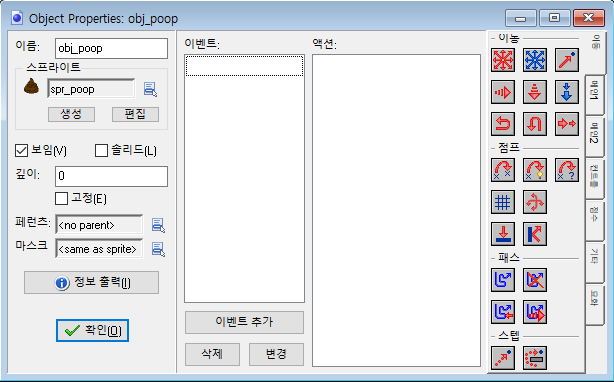 Object Properties: obj_poop
이름:
obj_poop
스프라이트
spr_poop
생성
편집
보임(V)
솔리드(L)
깊이:
0
고정(E)
페런츠:
<no parent>
마스크
<same as sprite>
정보 출력(I)
확인(O)
이벤트:
이벤트 추가
삭제
변경
액션:
이동
점프
패스
스텝
이동
메인1
메인2
컨트롤
점수
기타